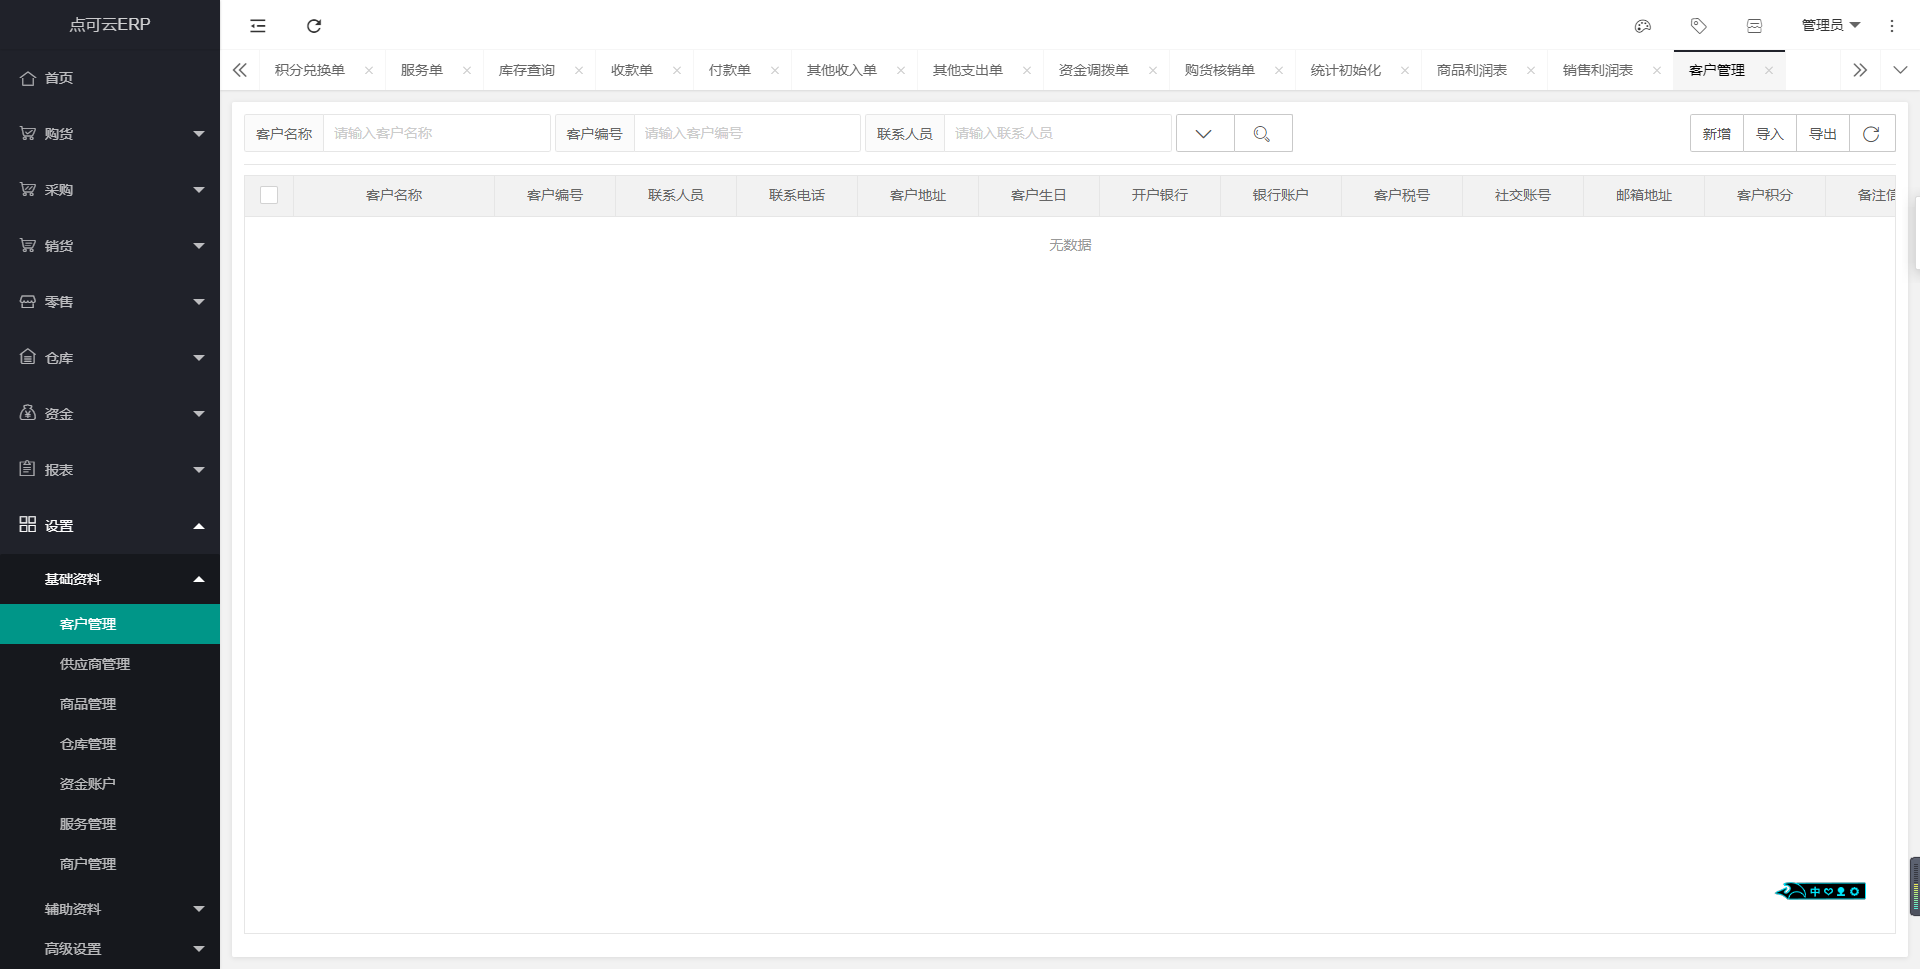 点可云ERP
管理员
首页
购货
采购
销货
零售
仓库
资金
报表
设置
基础资料
客户管理
供应商管理
商品管理
仓库管理
资金账户
服务管理
商户管理
辅助资料
高级设置
积分兑换单 服务单 库存查询 收款单 付款单 其他收入单 其他支出单 资金调拨单 购货核销单 统计初始化 商品利润表 销售利润表 客户管理
客户名称 请输入客户名称 客户编号 请输入客户编号 联系人员 请输入联系人员 新增 导入 导出
客户名称 客户编号 联系人员 联系电话 客户地址 客户生日 开户银行 银行账户 客户税号 社交账号 邮箱地址 客户积分 备注信
无数据
中